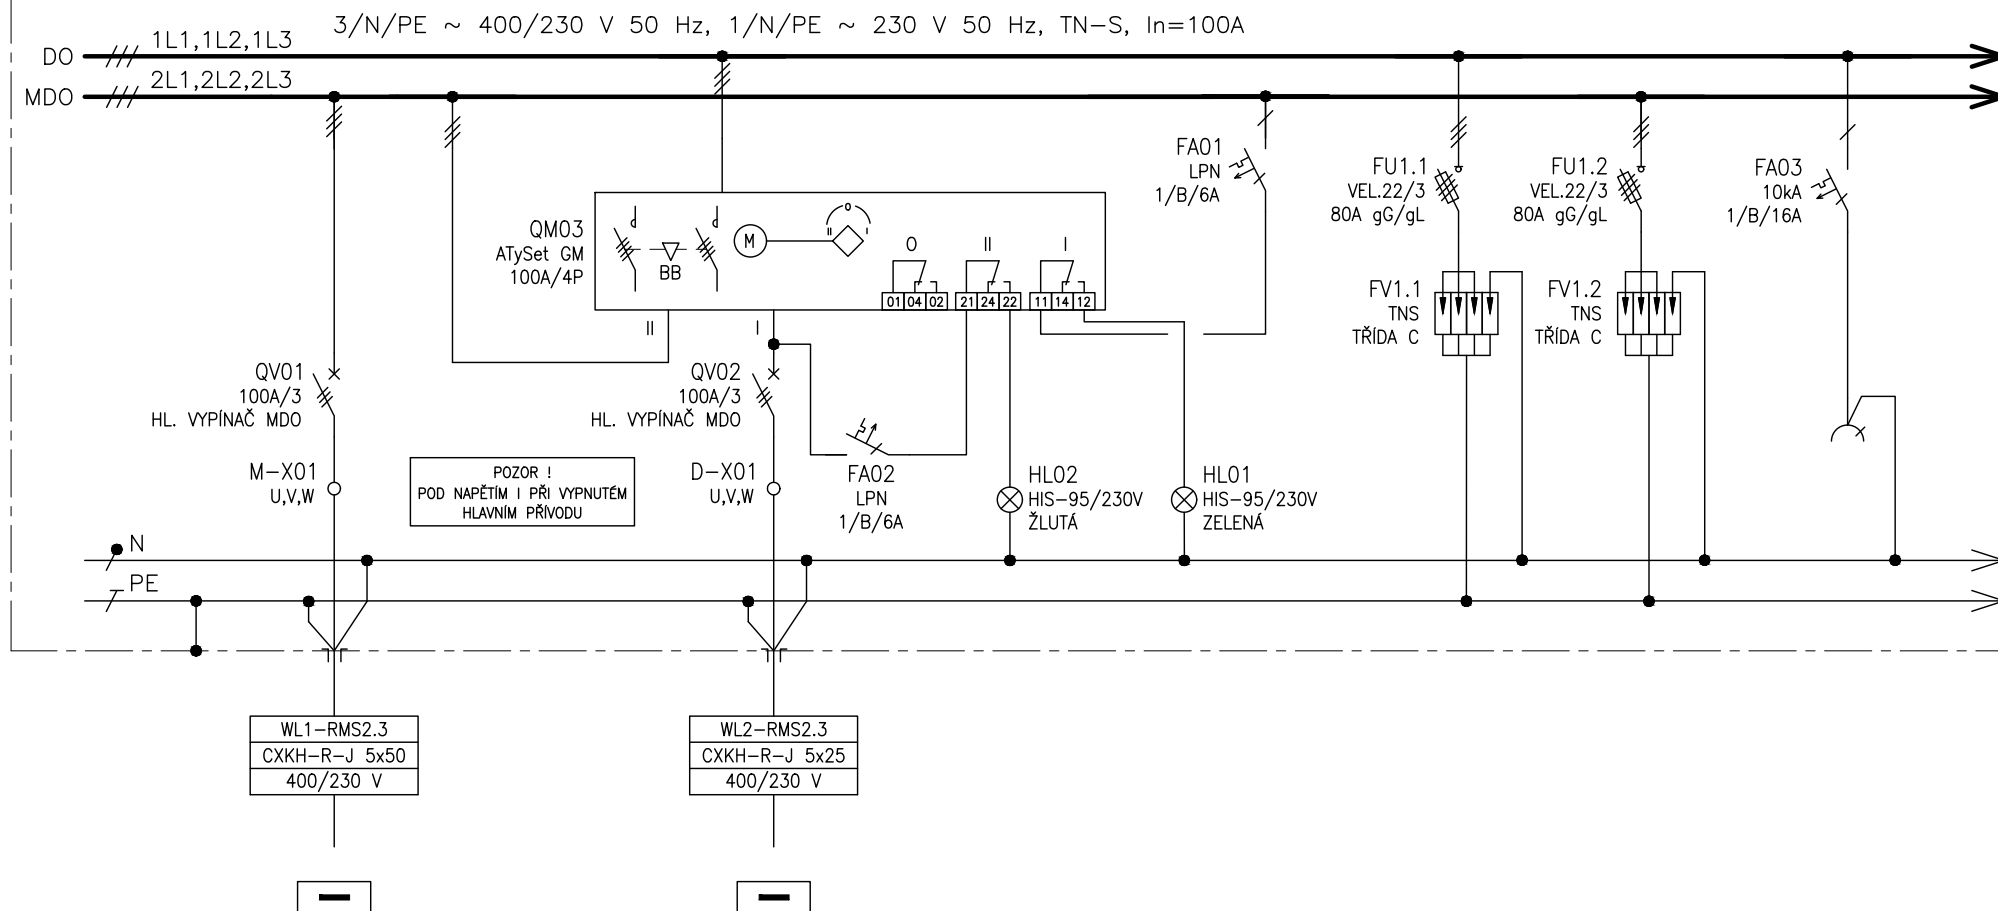 3/N/PE ~ 400/230 V 50 Hz, 1/N/PE ~ 230 V 50 Hz, TN-S, In=100A
DO
1L1,1L2,1L3
MDO
2L1,2L2,2L3
QM03
ATySet GM
100A/4P
BB
M
O
II
I
O
II
I
01 04 02
21 24 22
11 14 12
II
I
FA01
LPN
1/B/6A
FU1.1
VEL.22/3
80A gG/gL
FU1.2
VEL.22/3
80A gG/gL
FA03
10kA
1/B/16A
FV1.1
TNS
TŘÍDA C
FV1.2
TNS
TŘÍDA C
QV01
100A/3
HL. VYPÍNAČ MDO
QV02
100A/3
HL. VYPÍNAČ MDO
M-X01
U,V,W
POZOR !
POD NAPĚTÍM I PŘI VYPNUTÉM
HLAVNÍM PŘÍVODU
D-X01
U,V,W
FA02
LPN
1/B/6A
HL02
HIS-95/230V
ŽLUTÁ
HL01
HIS-95/230V
ZELENÁ
N
PE
WL1-RMS2.3
CXKH-R-J 5x50
400/230 V
WL2-RMS2.3
CXKH-R-J 5x25
400/230 V